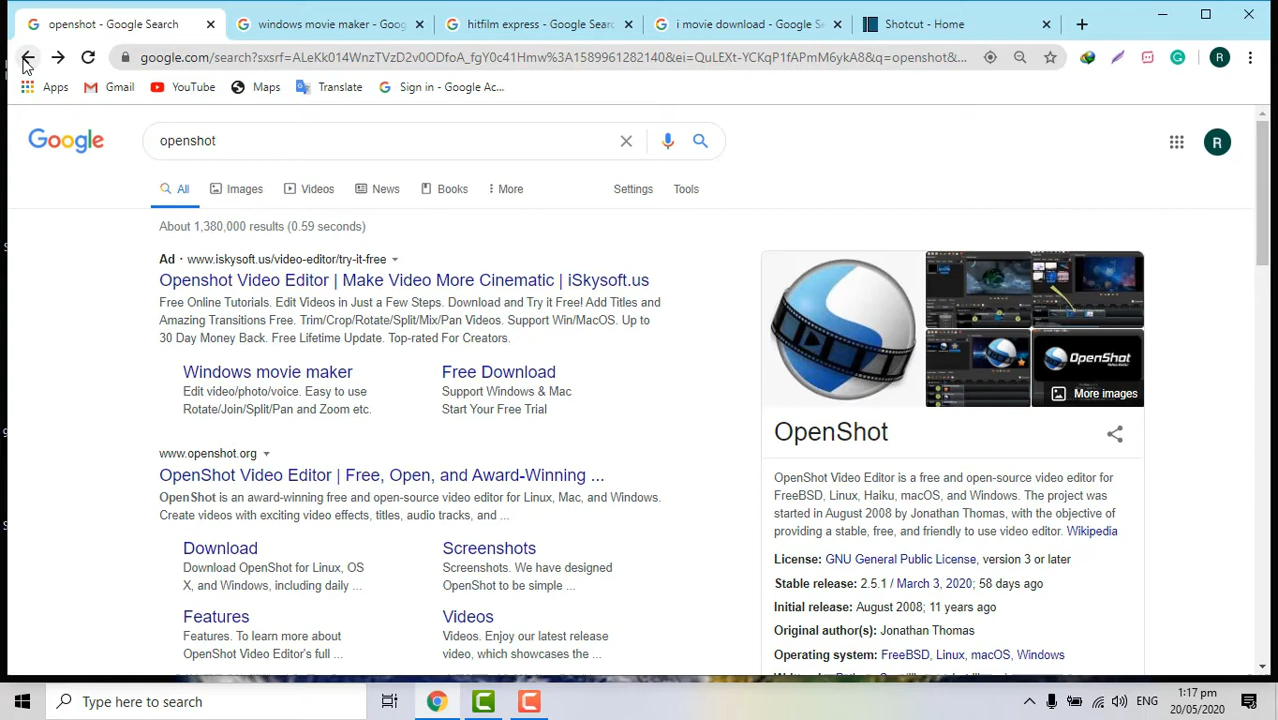 openshot - Google Search
windows movie maker - Goog
hitfilm express - Google Searc
i movie download - Google Se
Shotcut - Home
google.com/search?sxsrf=ALeKk014WnzTVzD2v0ODfoA_fgY0c41Hmw%3A1589961282140&ei=QuLEXt-YCKqP1fAPmM6ykA8&q=openshot&...
R
Apps
Gmail
YouTube
Maps
Translate
Sign in - Google Ac...
Google
openshot
R
All
Images
Videos
News
Books
More
Settings
Tools
About 1,380,000 results (0.59 seconds)
Ad · www.iskysoft.us/video-editor/try-it-free
Openshot Video Editor | Make Video More Cinematic | iSkysoft.us
Free Online Tutorials. Edit Videos in Just a Few Steps. Download and Try it Free! Add Titles and
Amazing Transitions Free, Trim/Crop/Rotate/Split/Mix/Pan Videos. Support Win/MacOS. Up to
30 Day Money Back. Free Lifetime Update. Top-rated For Creators.
Windows movie maker
Edit video/photo/voice. Easy to use
Rotate/Join/Split/Pan and Zoom etc.
Free Download
Support Windows & Mac
Start Your Free Trial
www.openshot.org
OpenShot Video Editor | Free, Open, and Award-Winning ...
OpenShot is an award-winning free and open-source video editor for Linux, Mac, and Windows.
Create videos with exciting video effects, titles, audio tracks, and ...
Download
Download OpenShot for Linux, OS
X, and Windows, including daily ...
Screenshots
Screenshots. We have designed
OpenShot to be simple ...
Features
Features. To learn more about
OpenShot Video Editor's full ...
Videos
Videos. Enjoy our latest release
video, which showcases the ...
OpenShot
More images
OpenShot
OpenShot Video Editor is a free and open-source video editor for
FreeBSD, Linux, Haiku, macOS, and Windows. The project was
started in August 2008 by Jonathan Thomas, with the objective of
providing a stable, free, and friendly to use video editor. Wikipedia
License: GNU General Public License, version 3 or later
Stable release: 2.5.1 / March 3, 2020; 58 days ago
Initial release: August 2008; 11 years ago
Original author(s): Jonathan Thomas
Operating system: FreeBSD, Linux, macOS, Windows
Type here to search
ENG
1:17 pm
20/05/2020